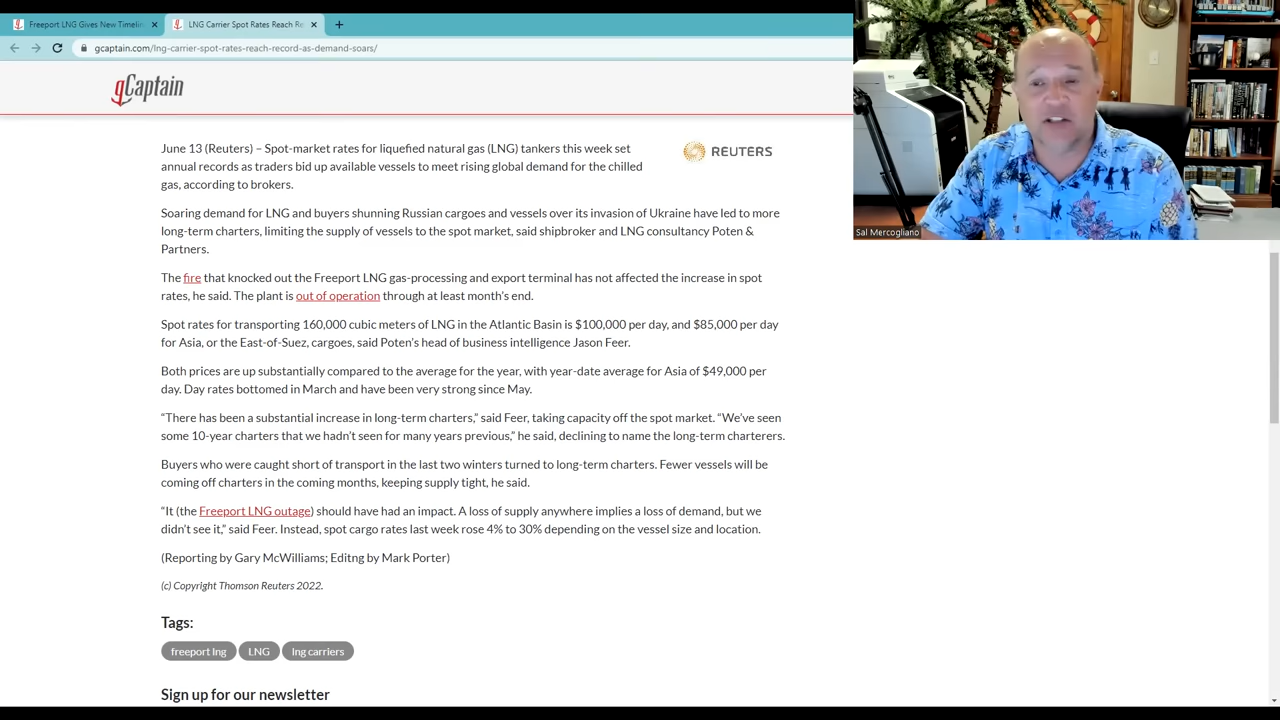 Freeport LNG Gives New Timelin
LNG Carrier Spot Rates Reach Re
gcaptain.com/lng-carrier-spot-rates-reach-record-as-demand-soars/
gCaptain
June 13 (Reuters) – Spot-market rates for liquefied natural gas (LNG) tankers this week set
annual records as traders bid up available vessels to meet rising global demand for the chilled
gas, according to brokers.
REUTERS
Soaring demand for LNG and buyers shunning Russian cargoes and vessels over its invasion of Ukraine have led to more
long-term charters, limiting the supply of vessels to the spot market, said shipbroker and LNG consultancy Poten &
Partners.
The fire that knocked out the Freeport LNG gas-processing and export terminal has not affected the increase in spot
rates, he said. The plant is out of operation through at least month's end.
Spot rates for transporting 160,000 cubic meters of LNG in the Atlantic Basin is $100,000 per day, and $85,000 per day
for Asia, or the East-of-Suez, cargoes, said Poten's head of business intelligence Jason Feer.
Both prices are up substantially compared to the average for the year, with year-date average for Asia of $49,000 per
day. Day rates bottomed in March and have been very strong since May.
“There has been a substantial increase in long-term charters,” said Feer, taking capacity off the spot market. “We've seen
some 10-year charters that we hadn't seen for many years previous,” he said, declining to name the long-term charterers.
Buyers who were caught short of transport in the last two winters turned to long-term charters. Fewer vessels will be
coming off charters in the coming months, keeping supply tight, he said.
“It (the Freeport LNG outage) should have had an impact. A loss of supply anywhere implies a loss of demand, but we
didn't see it,” said Feer. Instead, spot cargo rates last week rose 4% to 30% depending on the vessel size and location.
(Reporting by Gary McWilliams; Editng by Mark Porter)
(c) Copyright Thomson Reuters 2022.
Tags:
freeport lng
LNG
lng carriers
Sign up for our newsletter
Sal Mercogliano